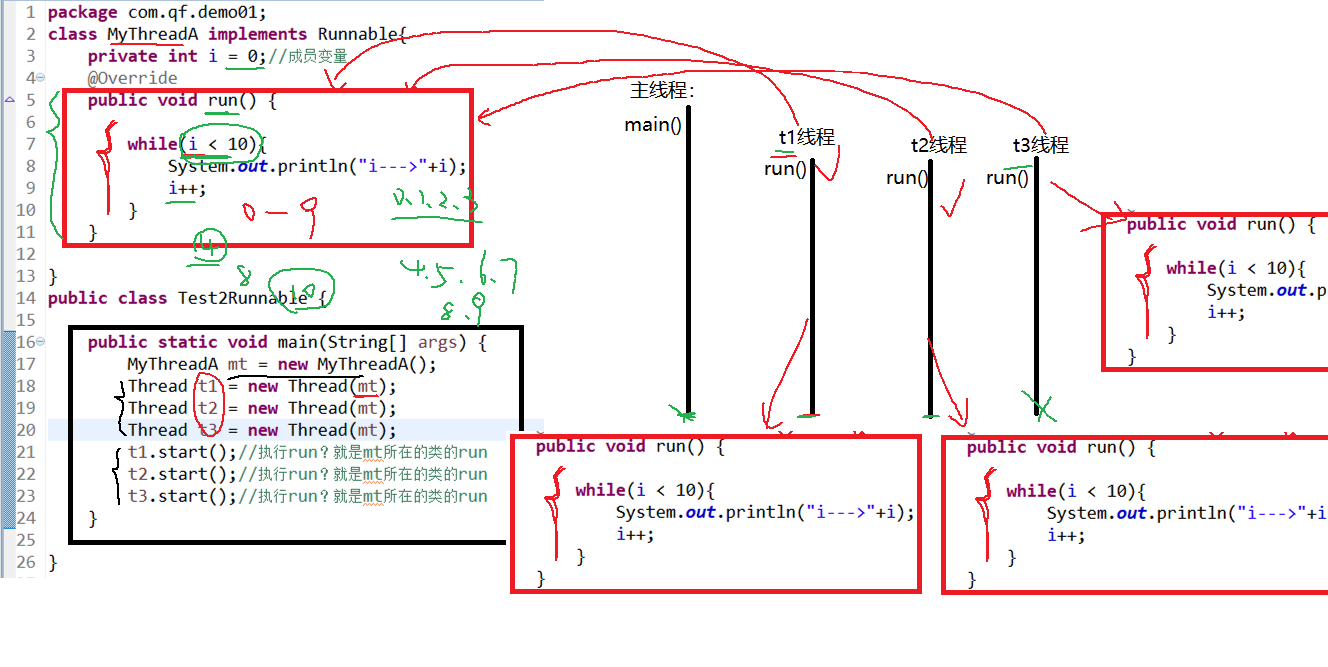 1 package com.qf.demo01;
2 class MyThreadA implements Runnable{
3 private int i = 0;//成员变量
4 @Override
5 public void run() {
6
7 while(i < 10){
8 System.out.println("i--->"+i);
9 i++;
10 }
11 }
12
13 }
14 public class Test2Runnable {
15
16 public static void main(String[] args) {
17 MyThreadA mt = new MyThreadA();
18 Thread t1 = new Thread(mt);
19 Thread t2 = new Thread(mt);
20 Thread t3 = new Thread(mt);
21 t1.start();//执行run？就是mt所在的类的run
22 t2.start();//执行run？就是mt所在的类的run
23 t3.start();//执行run？就是mt所在的类的run
24 }
25
26 }
0 — 9
0.1.2.3
4
8
10
4.5.6.7
8.9
主线程：
main()
t1线程
run()
t2线程
run()
t3线程
run()
public void run() {
while(i < 10){
System.out.p
i++;
}
}
public void run() {
while(i < 10){
System.out.println("i--->"+i);
i++;
}
}
public void run() {
while(i < 10){
System.out.println("i--->"+i
i++;
}
}